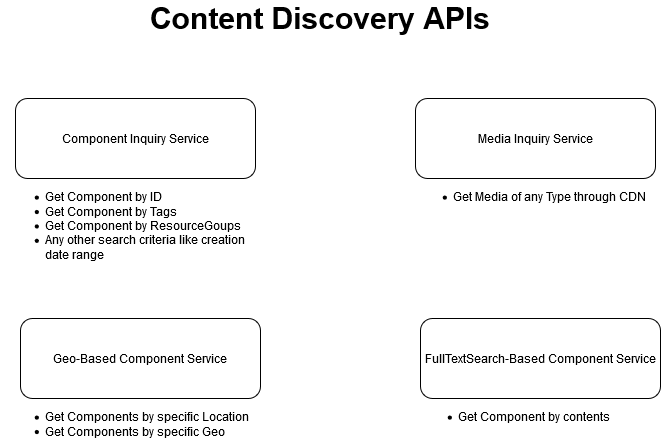 Content Discovery APIs
Component Inquiry Service
• Get Component by ID
• Get Component by Tags
• Get Component by ResourceGoups
• Any other search criteria like creation
date range
Media Inquiry Service
• Get Media of any Type through CDN
Geo-Based Component Service
• Get Components by specific Location
• Get Components by specific Geo
FullTextSearch-Based Component Service
• Get Component by contents